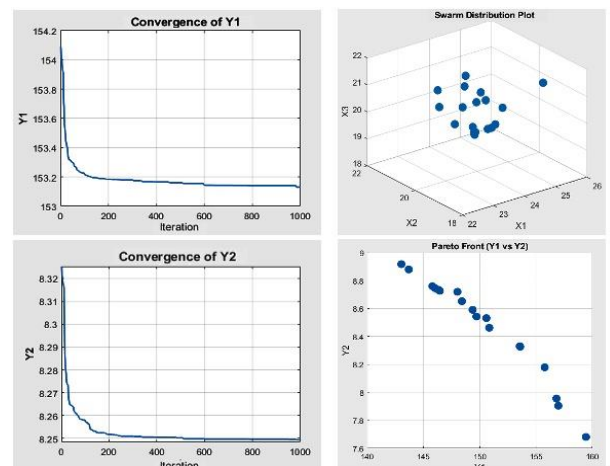 Convergence of Y1
154.2
154
153.8
153.6
153.4
153.2
153
Y1
0 200 400 600 800 1000
Iteration
Swarm Distribution Plot
22
21
20
19
18
X3
22
20
18
X2
22 23 24 25 26
X1
Convergence of Y2
8.32
8.31
8.3
8.29
8.28
8.27
8.26
8.25
Y2
0 200 400 600 800 1000
Iteration
Pareto Front (Y1 vs Y2)
9
8.8
8.6
8.4
8.2
8
7.8
7.6
Y2
140 145 150 155 160